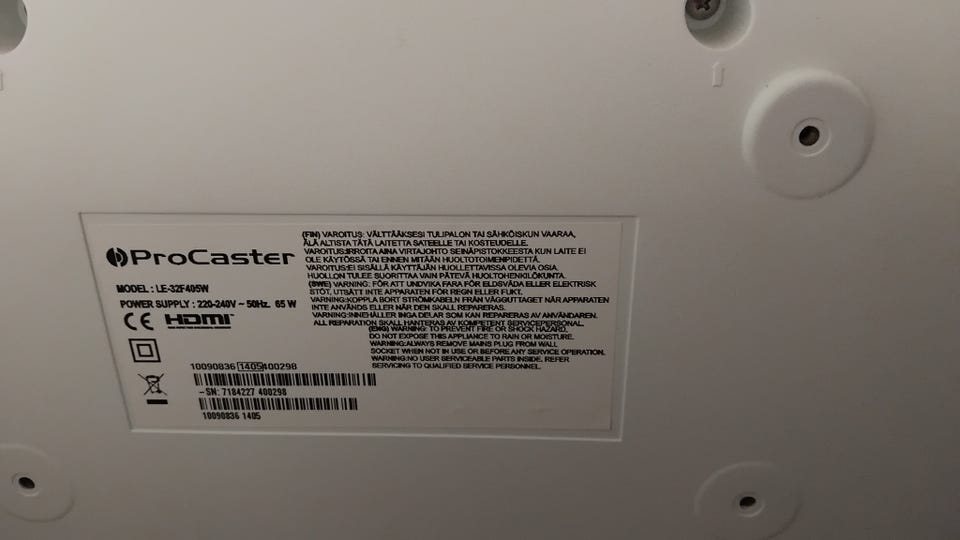 ProCaster
MODEL : LE-32F405W
POWER SUPPLY : 220-240V ~ 50Hz. 65 W
CE HDMI
(FIN) VAROITUS: VÄLTTÄÄKSESI TULIPALON TAI SÄHKÖISKUN VAARAA,
ÄLÄ ALTISTA TÄTÄ LAITETTA SATEELLE TAI KOSTEUDELLE.
VAROITUS:IRROITA AINA VIRTAJOHTO SEINÄPISTOKKEESTA KUN LAITE EI
OLE KÄYTÖSSÄ TAI ENNEN MITÄÄN HUOLTOTOIMENPIDETTÄ.
VAROITUS:EI SISÄLLÄ KÄYTTÄJÄN HUOLLETTAVISSA OLEVIA OSIA.
HUOLLON TULEE SUORITTAA VAIN PÄTEVÄ HUOLTOHENKILÖKUNTA.
(SWE) VARNING: FÖR ATT UNDVIKA FARA FÖR ELDSVÅDA ELLER ELEKTRISK
STÖT, UTSÄTT INTE APPARATEN FÖR REGN ELLER FUKT.
VARNING:KOPPLA BORT STRÖMKABELN FRÅN VÄGGUTTAGET NÄR APPARATEN
INTE ANVÄNDS ELLER NÄR DEN SKALL REPARERAS.
VARNING:INNEHÅLLER INGA DELAR SOM KAN REPARERAS AV ANVÄNDAREN.
ALL REPARATION SKALL HANTERAS AV KOMPETENT SERVICEPERSONAL.
(ENG) WARNING: TO PREVENT FIRE OR SHOCK HAZARD,
DO NOT EXPOSE THIS APPLIANCE TO RAIN OR MOISTURE.
WARNING:ALWAYS REMOVE MAINS PLUG FROM WALL
SOCKET WHEN NOT IN USE OR BEFORE ANY SERVICE OPERATION.
WARNING:NO USER SERVICEABLE PARTS INSIDE. REFER
SERVICING TO QUALIFIED SERVICE PERSONNEL.
10090836 1405 400298
-SN: 7184227 400298
10090836 1405